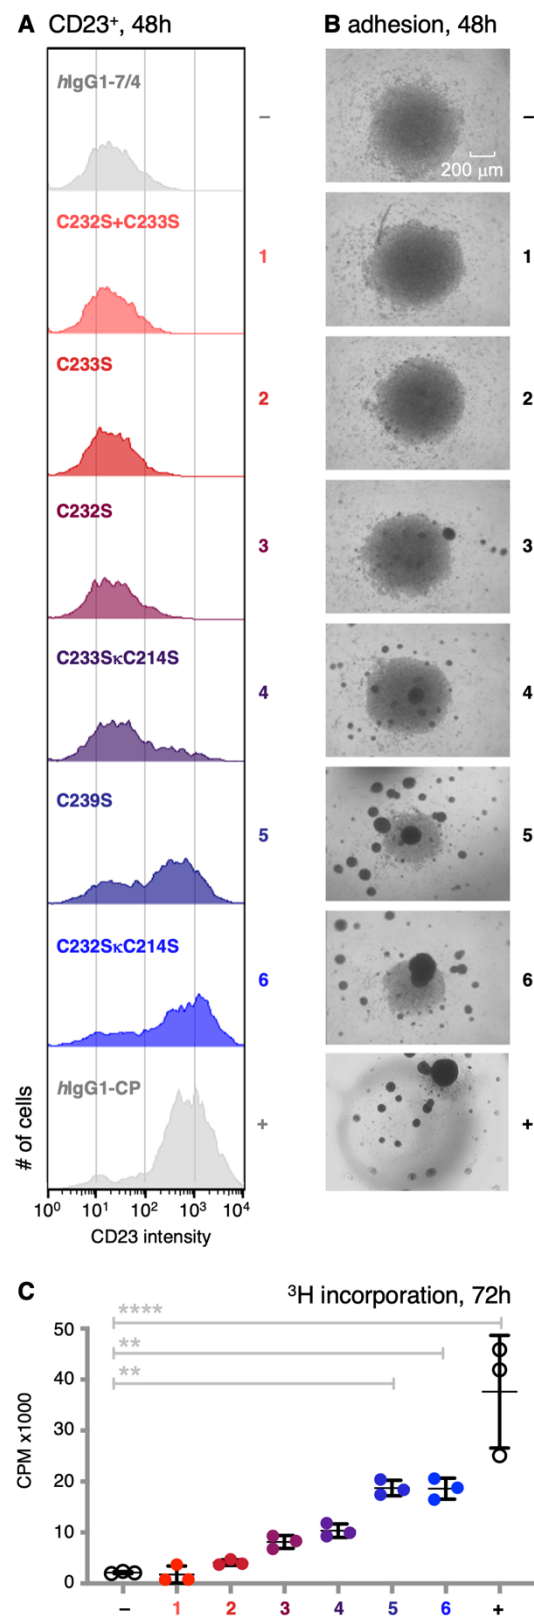 A CD23⁺, 48h
hIgG1-7/4
–
C232S+C233S
1
C233S
2
C232S
3
C233SκC214S
4
C239S
5
C232SκC214S
6
hIgG1-CP
+
# of cells
10⁰ 10¹ 10² 10³ 10⁴
CD23 intensity
B adhesion, 48h
200 µm
–
1
2
3
4
5
6
+
C ³H incorporation, 72h
****
**
**
CPM x1000
50
40
30
20
10
0
– 1 2 3 4 5 6 +